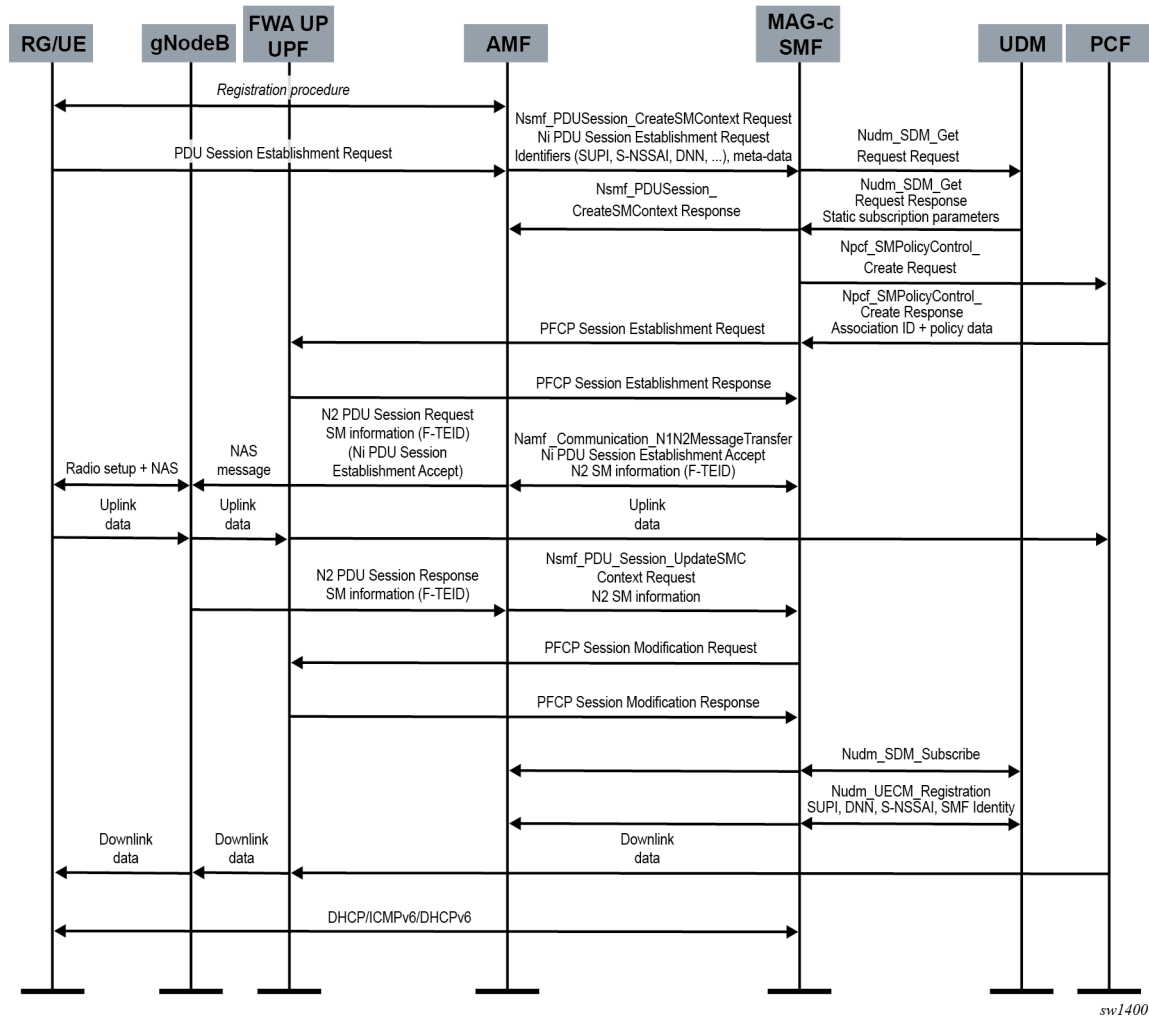 RG/UE
gNodeB
FWA UP
UPF
AMF
MAG-c
SMF
UDM
PCF
Registration procedure
Nsmf_PDUSession_CreateSMContext Request
Ni PDU Session Establishment Request
Identifiers (SUPI, S-NSSAI, DNN, ...), meta-data
PDU Session Establishment Request
Nudm_SDM_Get
Request Request
Nsmf_PDUSession_
CreateSMContext Response
Nudm_SDM_Get
Request Response
Static subscription parameters
Npcf_SMPolicyControl_
Create Request
Npcf_SMPolicyControl_
Create Response
Association ID + policy data
PFCP Session Establishment Request
PFCP Session Establishment Response
N2 PDU Session Request
SM information (F-TEID)
(Ni PDU Session
Establishment Accept)
Namf_Communication_N1N2MessageTransfer
Ni PDU Session Establishment Accept
N2 SM information (F-TEID)
Radio setup + NAS
NAS
message
Uplink
data
Uplink
data
Uplink
data
Nsmf_PDU_Session_UpdateSMC
Context Request
N2 SM information
N2 PDU Session Response
SM information (F-TEID)
PFCP Session Modification Request
PFCP Session Modification Response
Nudm_SDM_Subscribe
Nudm_UECM_Registration
SUPI, DNN, S-NSSAI, SMF Identity
Downlink
data
Downlink
data
Downlink
data
DHCP/ICMPv6/DHCPv6
sw1400